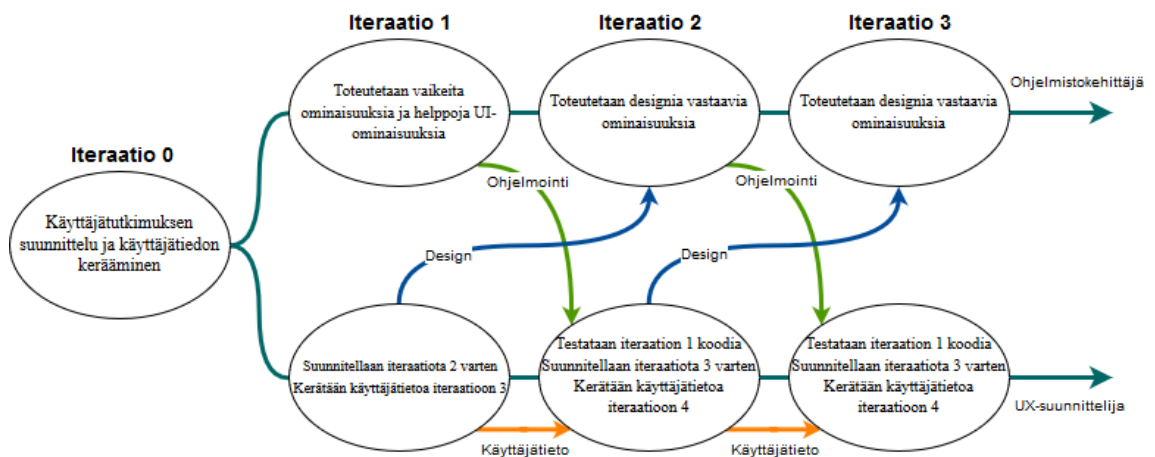 Iteraatio 1
Iteraatio 2
Iteraatio 3
Toteutetaan vaikeita
ominaisuuksia ja helppoja UI-
ominaisuuksia
Toteutetaan designia vastaavia
ominaisuuksia
Toteutetaan designia vastaavia
ominaisuuksia
Ohjelmistokehittäjä
Iteraatio 0
Käyttäjätutkimuksen
suunnittelu ja käyttäjätiedon
kerääminen
Ohjelmointi
Ohjelmointi
Design
Design
Suunnitellaan iteraatiota 2 varten
Kerätään käyttäjätietoa iteraatioon 3
Testataan iteraation 1 koodia
Suunnitellaan iteraatiota 3 varten
Kerätään käyttäjätietoa
iteraatioon 4
Testataan iteraation 1 koodia
Suunnitellaan iteraatiota 3 varten
Kerätään käyttäjätietoa
iteraatioon 4
UX-suunnittelija
Käyttäjätieto
Käyttäjätieto